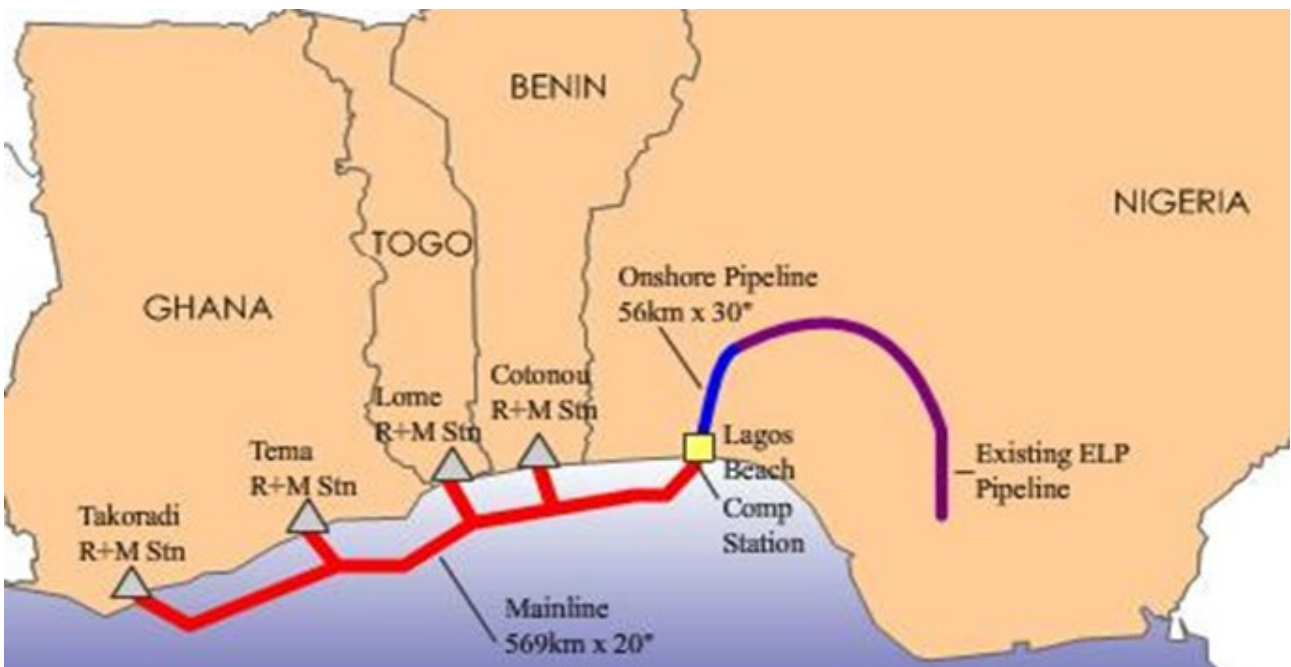 BENIN
NIGERIA
TOGO
GHANA
Onshore Pipeline
56km x 30"
Cotonou
R+M Stn
Lome
R+M Stn
Tema
R+M Stn
Takoradi
R+M Stn
Lagos
Beach
Comp
Station
Existing ELP
Pipeline
Mainline
569km x 20"